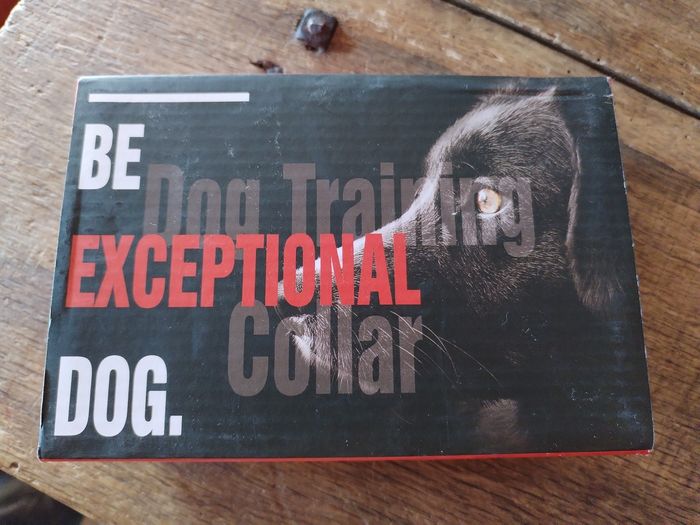 BE
Dog Training
EXCEPTIONAL
Collar
DOG.